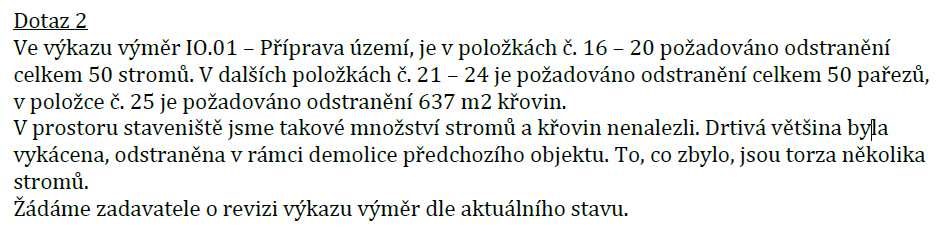 Dotaz 2
Ve výkazu výměr IO.01 – Příprava území, je v položkách č. 16 – 20 požadováno odstranění
celkem 50 stromů. V dalších položkách č. 21 – 24 je požadováno odstranění celkem 50 pařezů,
v položce č. 25 je požadováno odstranění 637 m2 křovin.
V prostoru staveniště jsme takové množství stromů a křovin nenalezli. Drtivá většina byla
vykácena, odstraněna v rámci demolice předchozího objektu. To, co zbylo, jsou torza několika
stromů.
Žádáme zadavatele o revizi výkazu výměr dle aktuálního stavu.